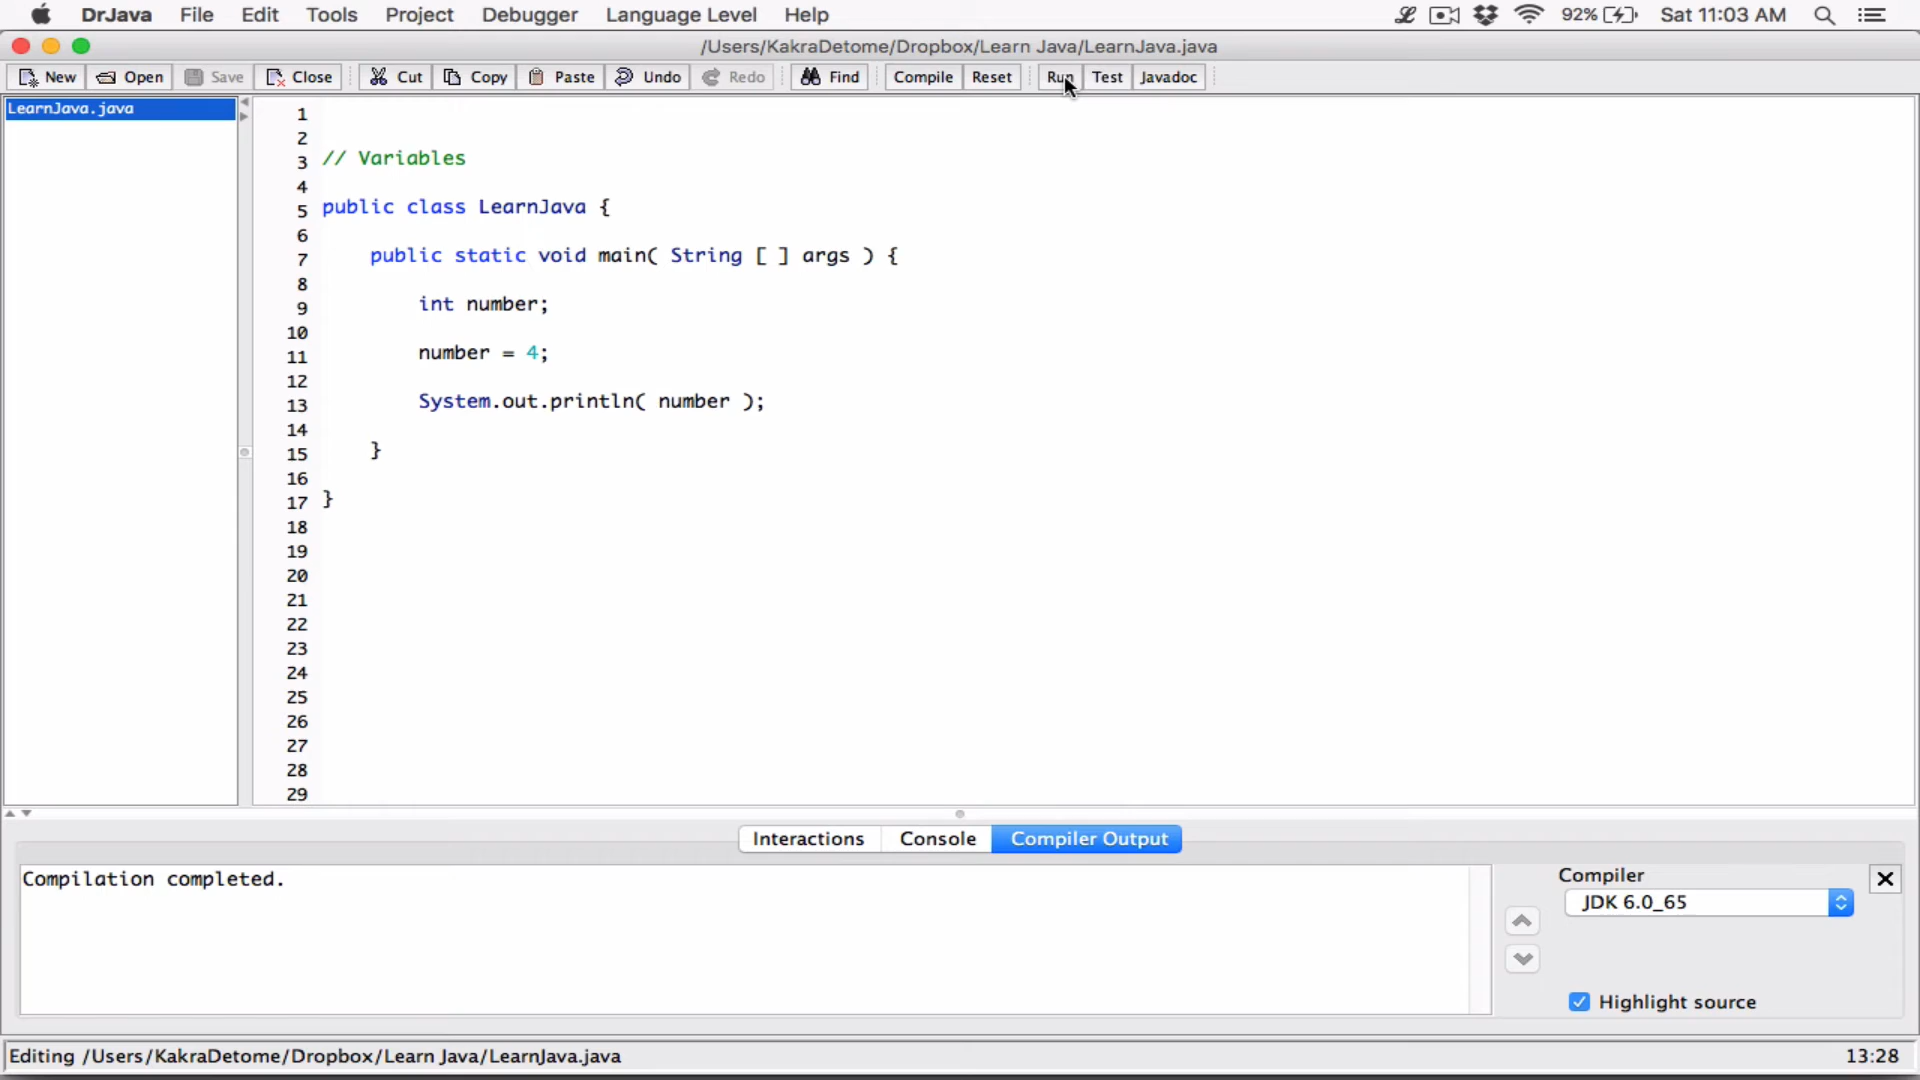 DrJava File Edit Tools Project Debugger Language Level Help 92% Sat 11:03 AM
/Users/KakraDetome/Dropbox/Learn Java/LearnJava.java
New Open Save Close Cut Copy Paste Undo Redo Find Compile Reset Run Test Javadoc
LearnJava.java
1
2
3 // Variables
4
5 public class LearnJava {
6
7 public static void main( String [ ] args ) {
8
9 int number;
10
11 number = 4;
12
13 System.out.println( number );
14
15 }
16
17 }
18
19
20
21
22
23
24
25
26
27
28
29
Interactions Console Compiler Output
Compilation completed.
Compiler
JDK 6.0_65
Highlight source
Editing /Users/KakraDetome/Dropbox/Learn Java/LearnJava.java 13:28